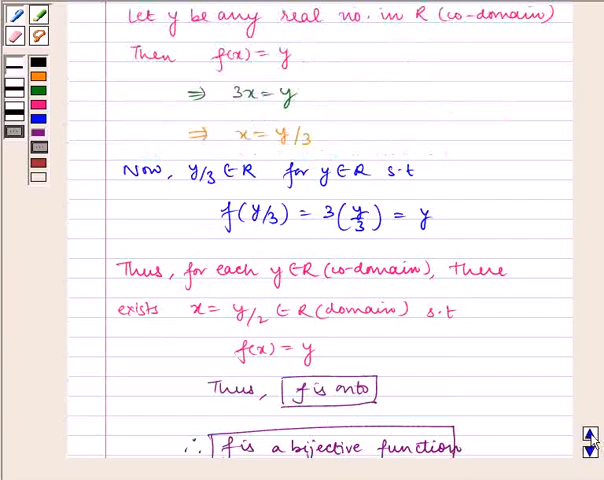 Let y be any real no. in R (co-domain)
Then f(x) = y
⇒ 3x = y
⇒ x = y/3
Now, y/3 ∈ R for y ∈ R s.t
f(y/3) = 3(y/3) = y
Thus, for each y ∈ R (co-domain), there
exists x = y/2 ∈ R (domain) s.t
f(x) = y
Thus, f is onto
∴ f is a bijective function